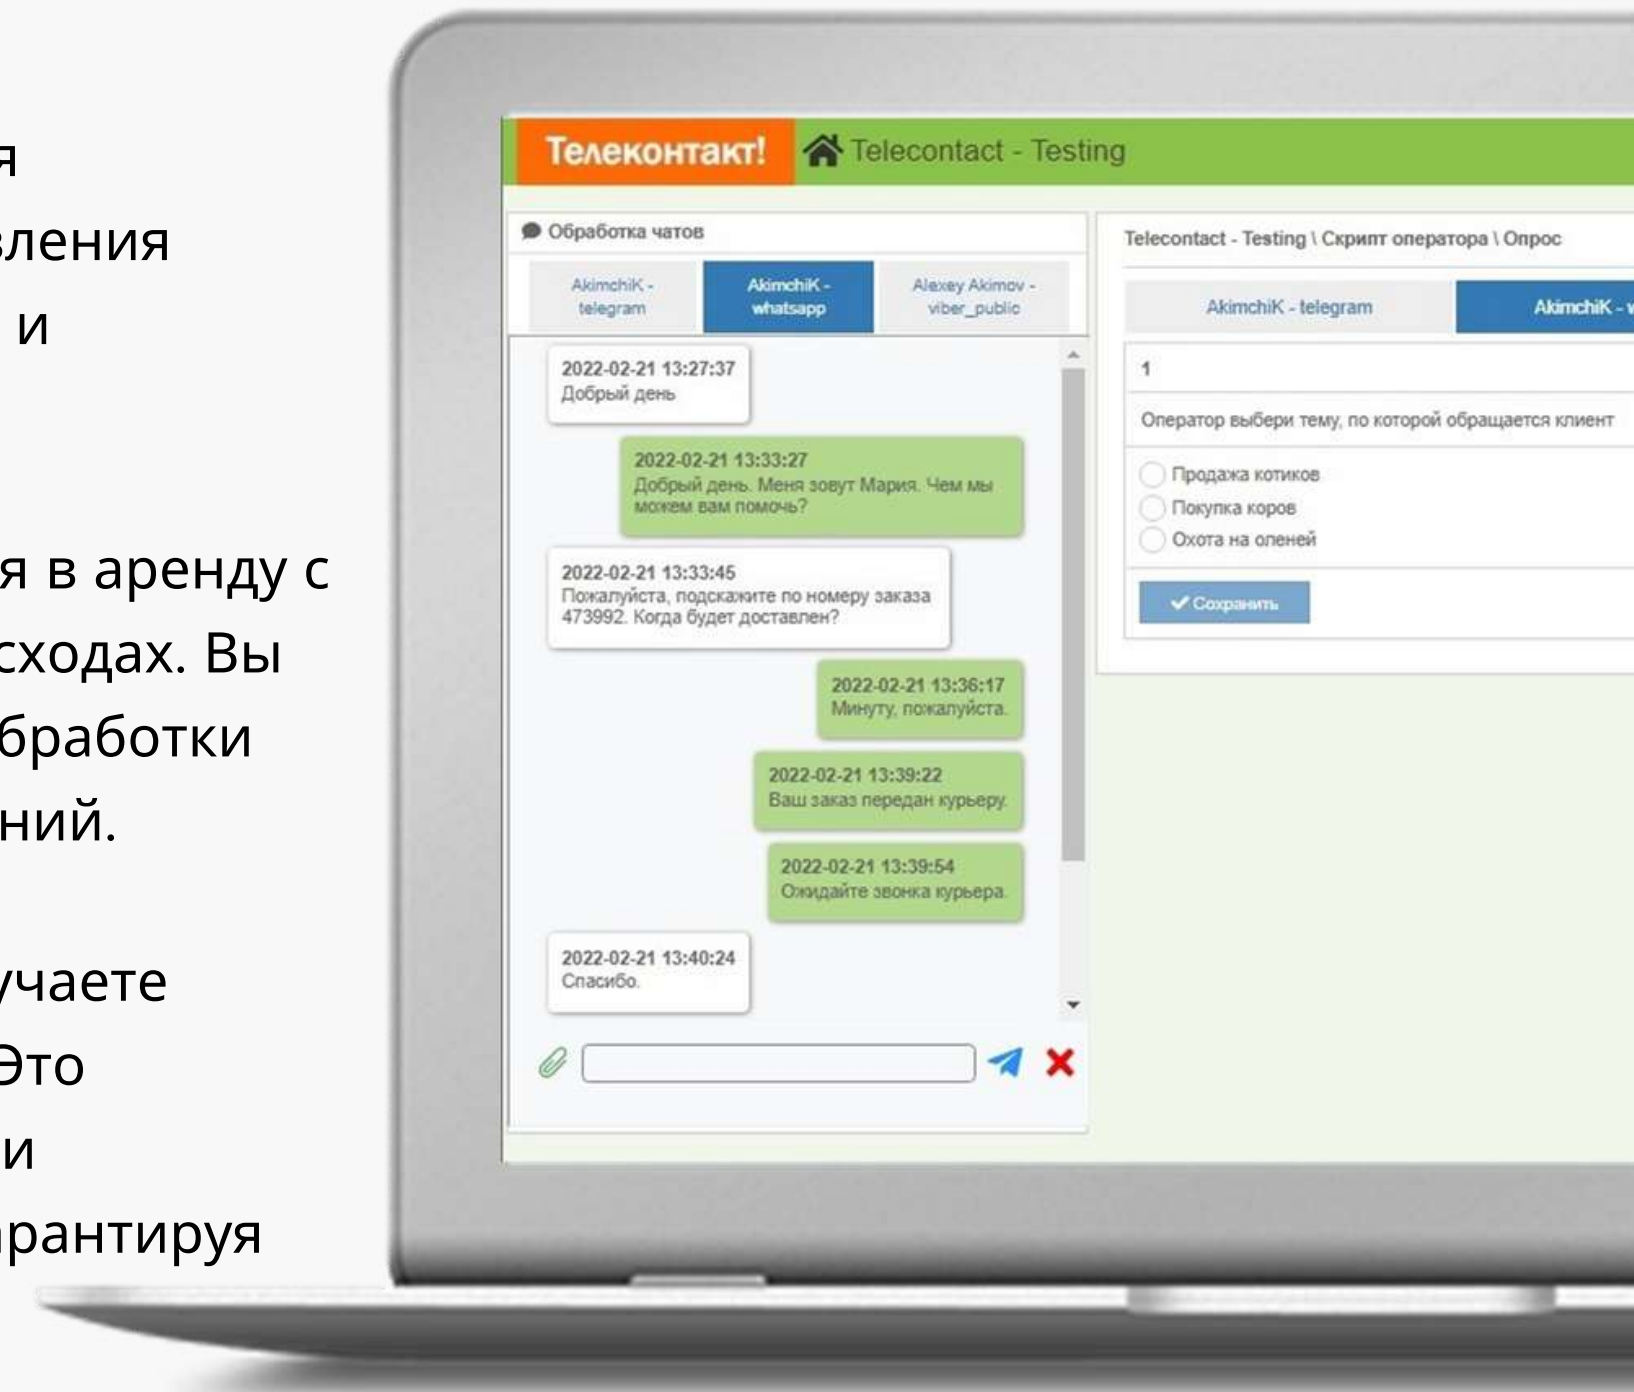 я
вления
и
я в аренду с
сходах. Вы
бработки
ний.
учаете
Это
и
арантируя
Телеконтакт!
Telecontact - Testing
Обработка чатов
AkimchiK -
telegram
AkimchiK -
whatsapp
Alexey Akimov -
viber_public
2022-02-21 13:27:37
Добрый день
2022-02-21 13:33:27
Добрый день. Меня зовут Мария. Чем мы
можем вам помочь?
2022-02-21 13:33:45
Пожалуйста, подскажите по номеру заказа
473992. Когда будет доставлен?
2022-02-21 13:36:17
Минуту, пожалуйста.
2022-02-21 13:39:22
Ваш заказ передан курьеру.
2022-02-21 13:39:54
Ожидайте звонка курьера.
2022-02-21 13:40:24
Спасибо.
Telecontact - Testing \ Скрипт оператора \ Опрос
AkimchiK - telegram
AkimchiK - w
1
Оператор выбери тему, по которой обращается клиент
Продажа котиков
Покупка коров
Охота на оленей
Сохранить